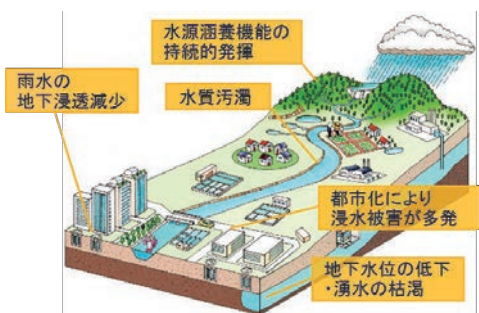 水源涵養機能の
持続的発揮
雨水の
地下浸透減少
水質汚濁
都市化により
浸水被害が多発
地下水位の低下
・湧水の枯渇